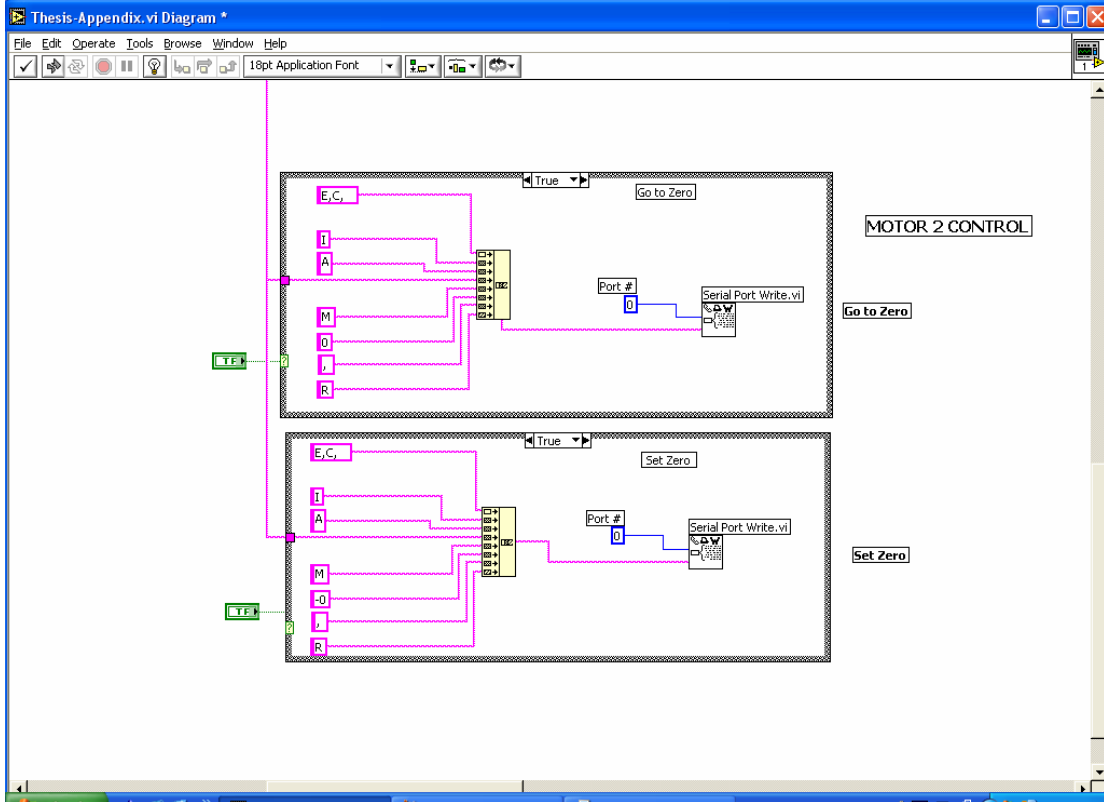 Thesis-Appendix.vi Diagram *
File Edit Operate Tools Browse Window Help
18pt Application Font
1
True
Go to Zero
E,C,
MOTOR 2 CONTROL
I
A
Port #
0
Serial Port Write.vi
Go to Zero
M
0
TF
?
,
R
True
Set Zero
E,C,
I
A
Port #
0
Serial Port Write.vi
Set Zero
M
-0
TF
,
?
R